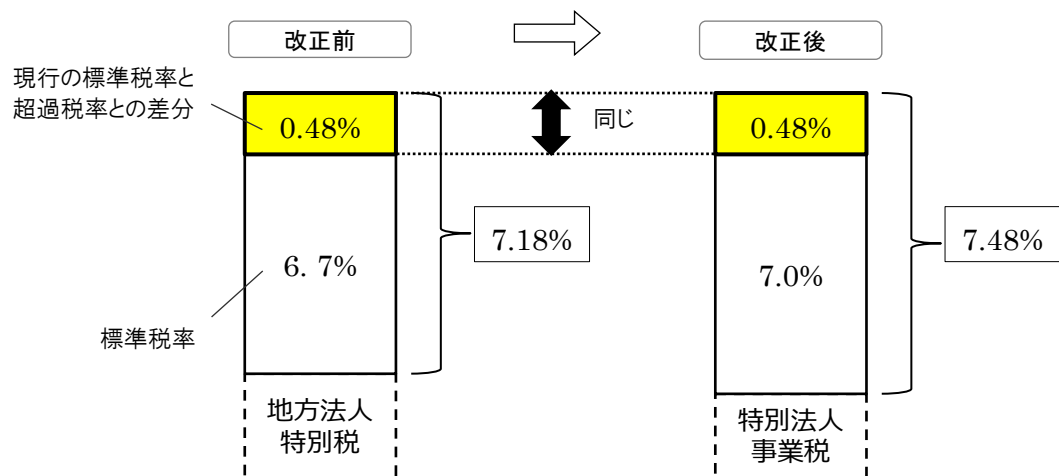 改正前
改正後
現行の標準税率と
超過税率との差分
0.48%
同じ
0.48%
7.18%
7.48%
6. 7%
7.0%
標準税率
地方法人
特別税
特別法人
事業税